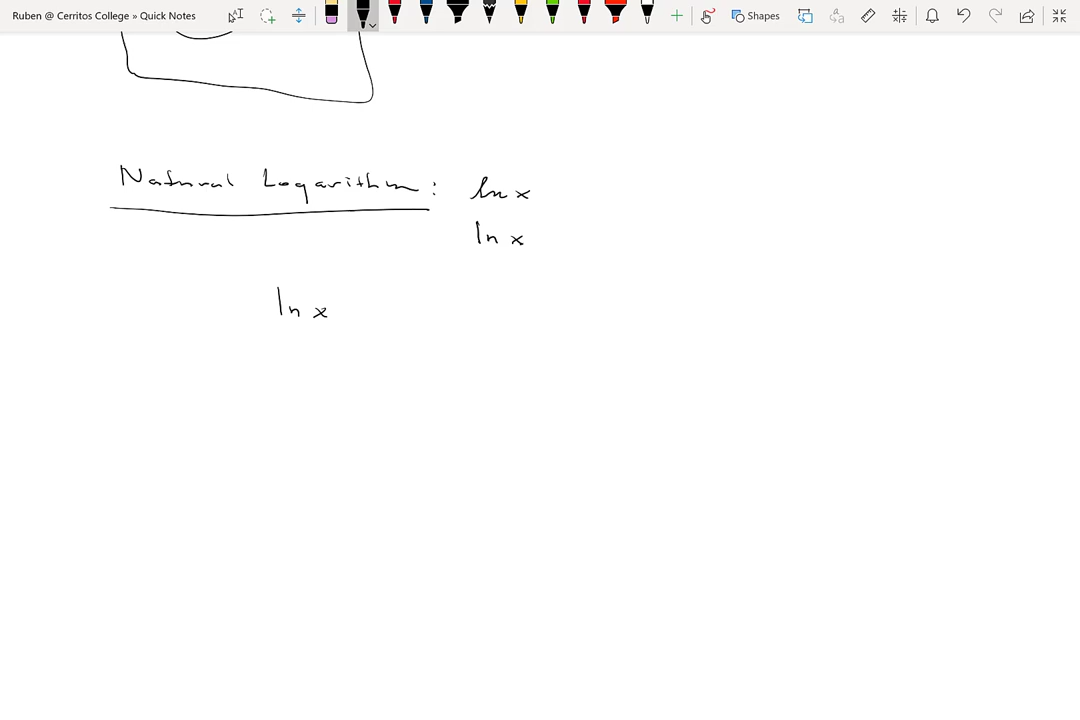 Ruben @ Cerritos College » Quick Notes
Shapes
Natural Logarithm: ln x
ln x
ln x